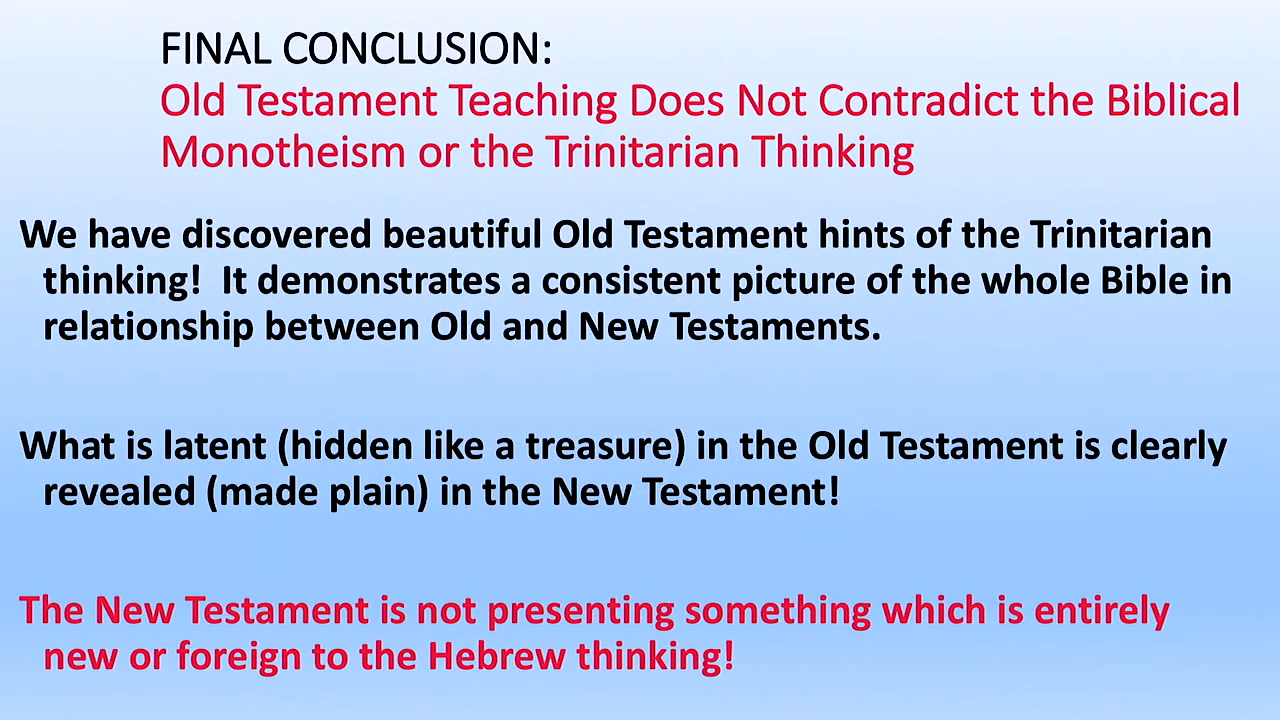 FINAL CONCLUSION:
Old Testament Teaching Does Not Contradict the Biblical
Monotheism or the Trinitarian Thinking
We have discovered beautiful Old Testament hints of the Trinitarian
thinking! It demonstrates a consistent picture of the whole Bible in
relationship between Old and New Testaments.
What is latent (hidden like a treasure) in the Old Testament is clearly
revealed (made plain) in the New Testament!
The New Testament is not presenting something which is entirely
new or foreign to the Hebrew thinking!